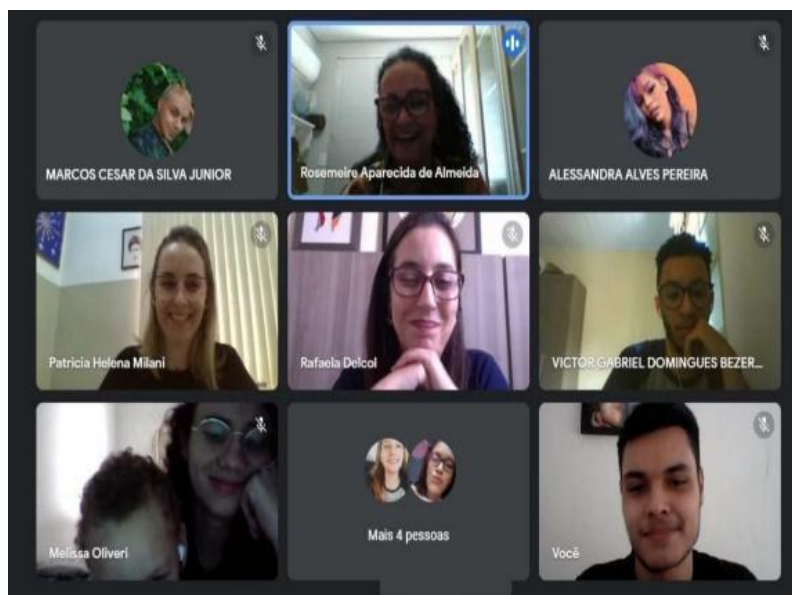 MARCOS CESAR DA SILVA JUNIOR
Rosemeire Aparecida de Almeida
ALESSANDRA ALVES PEREIRA
Patricia Helena Milani
Rafaela Delcol
VICTOR GABRIEL DOMINGUES BEZER...
Melissa Oliveri
Mais 4 pessoas
Você